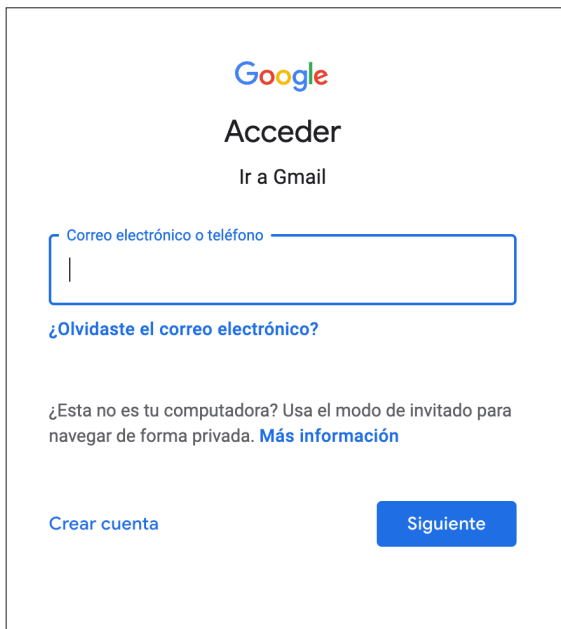 Google
Acceder
Ir a Gmail
Correo electrónico o teléfono
¿Olvidaste el correo electrónico?
¿Esta no es tu computadora? Usa el modo de invitado para
navegar de forma privada. Más información
Crear cuenta
Siguiente